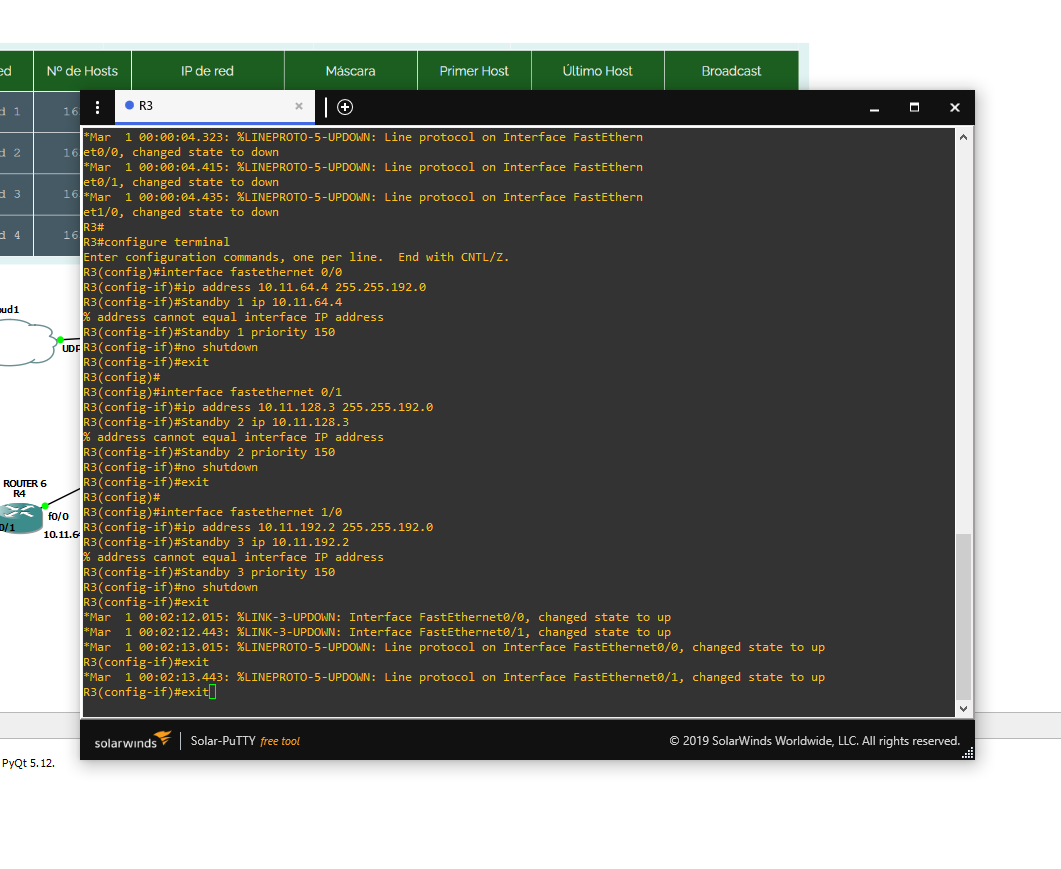 ed Nº de Hosts IP de red Máscara Primer Host Último Host Broadcast
d 1 16
d 2 16
d 3 16
d 4 16
R3
*Mar  1 00:00:04.323: %LINEPROTO-5-UPDOWN: Line protocol on Interface FastEthern
et0/0, changed state to down
*Mar  1 00:00:04.415: %LINEPROTO-5-UPDOWN: Line protocol on Interface FastEthern
et0/1, changed state to down
*Mar  1 00:00:04.435: %LINEPROTO-5-UPDOWN: Line protocol on Interface FastEthern
et1/0, changed state to down
R3#
R3#configure terminal
Enter configuration commands, one per line.  End with CNTL/Z.
R3(config)#interface fastethernet 0/0
R3(config-if)#ip address 10.11.64.4 255.255.192.0
R3(config-if)#Standby 1 ip 10.11.64.4
% address cannot equal interface IP address
R3(config-if)#Standby 1 priority 150
R3(config-if)#no shutdown
R3(config-if)#exit
R3(config)#
R3(config)#interface fastethernet 0/1
R3(config-if)#ip address 10.11.128.3 255.255.192.0
R3(config-if)#Standby 2 ip 10.11.128.3
% address cannot equal interface IP address
R3(config-if)#Standby 2 priority 150
R3(config-if)#no shutdown
R3(config-if)#exit
R3(config)#
R3(config)#interface fastethernet 1/0
R3(config-if)#ip address 10.11.192.2 255.255.192.0
R3(config-if)#Standby 3 ip 10.11.192.2
% address cannot equal interface IP address
R3(config-if)#Standby 3 priority 150
R3(config-if)#no shutdown
R3(config-if)#exit
*Mar  1 00:02:12.015: %LINK-3-UPDOWN: Interface FastEthernet0/0, changed state to up
*Mar  1 00:02:12.443: %LINK-3-UPDOWN: Interface FastEthernet0/1, changed state to up
*Mar  1 00:02:13.015: %LINEPROTO-5-UPDOWN: Line protocol on Interface FastEthernet0/0, changed state to up
R3(config-if)#exit
*Mar  1 00:02:13.443: %LINEPROTO-5-UPDOWN: Line protocol on Interface FastEthernet0/1, changed state to up
R3(config-if)#exit
oud1
UDP
ROUTER 6
R4
f0/0
0/1
10.11.64
solarwinds Solar-PuTTY free tool © 2019 SolarWinds Worldwide, LLC. All rights reserved.
PyQt 5.12.